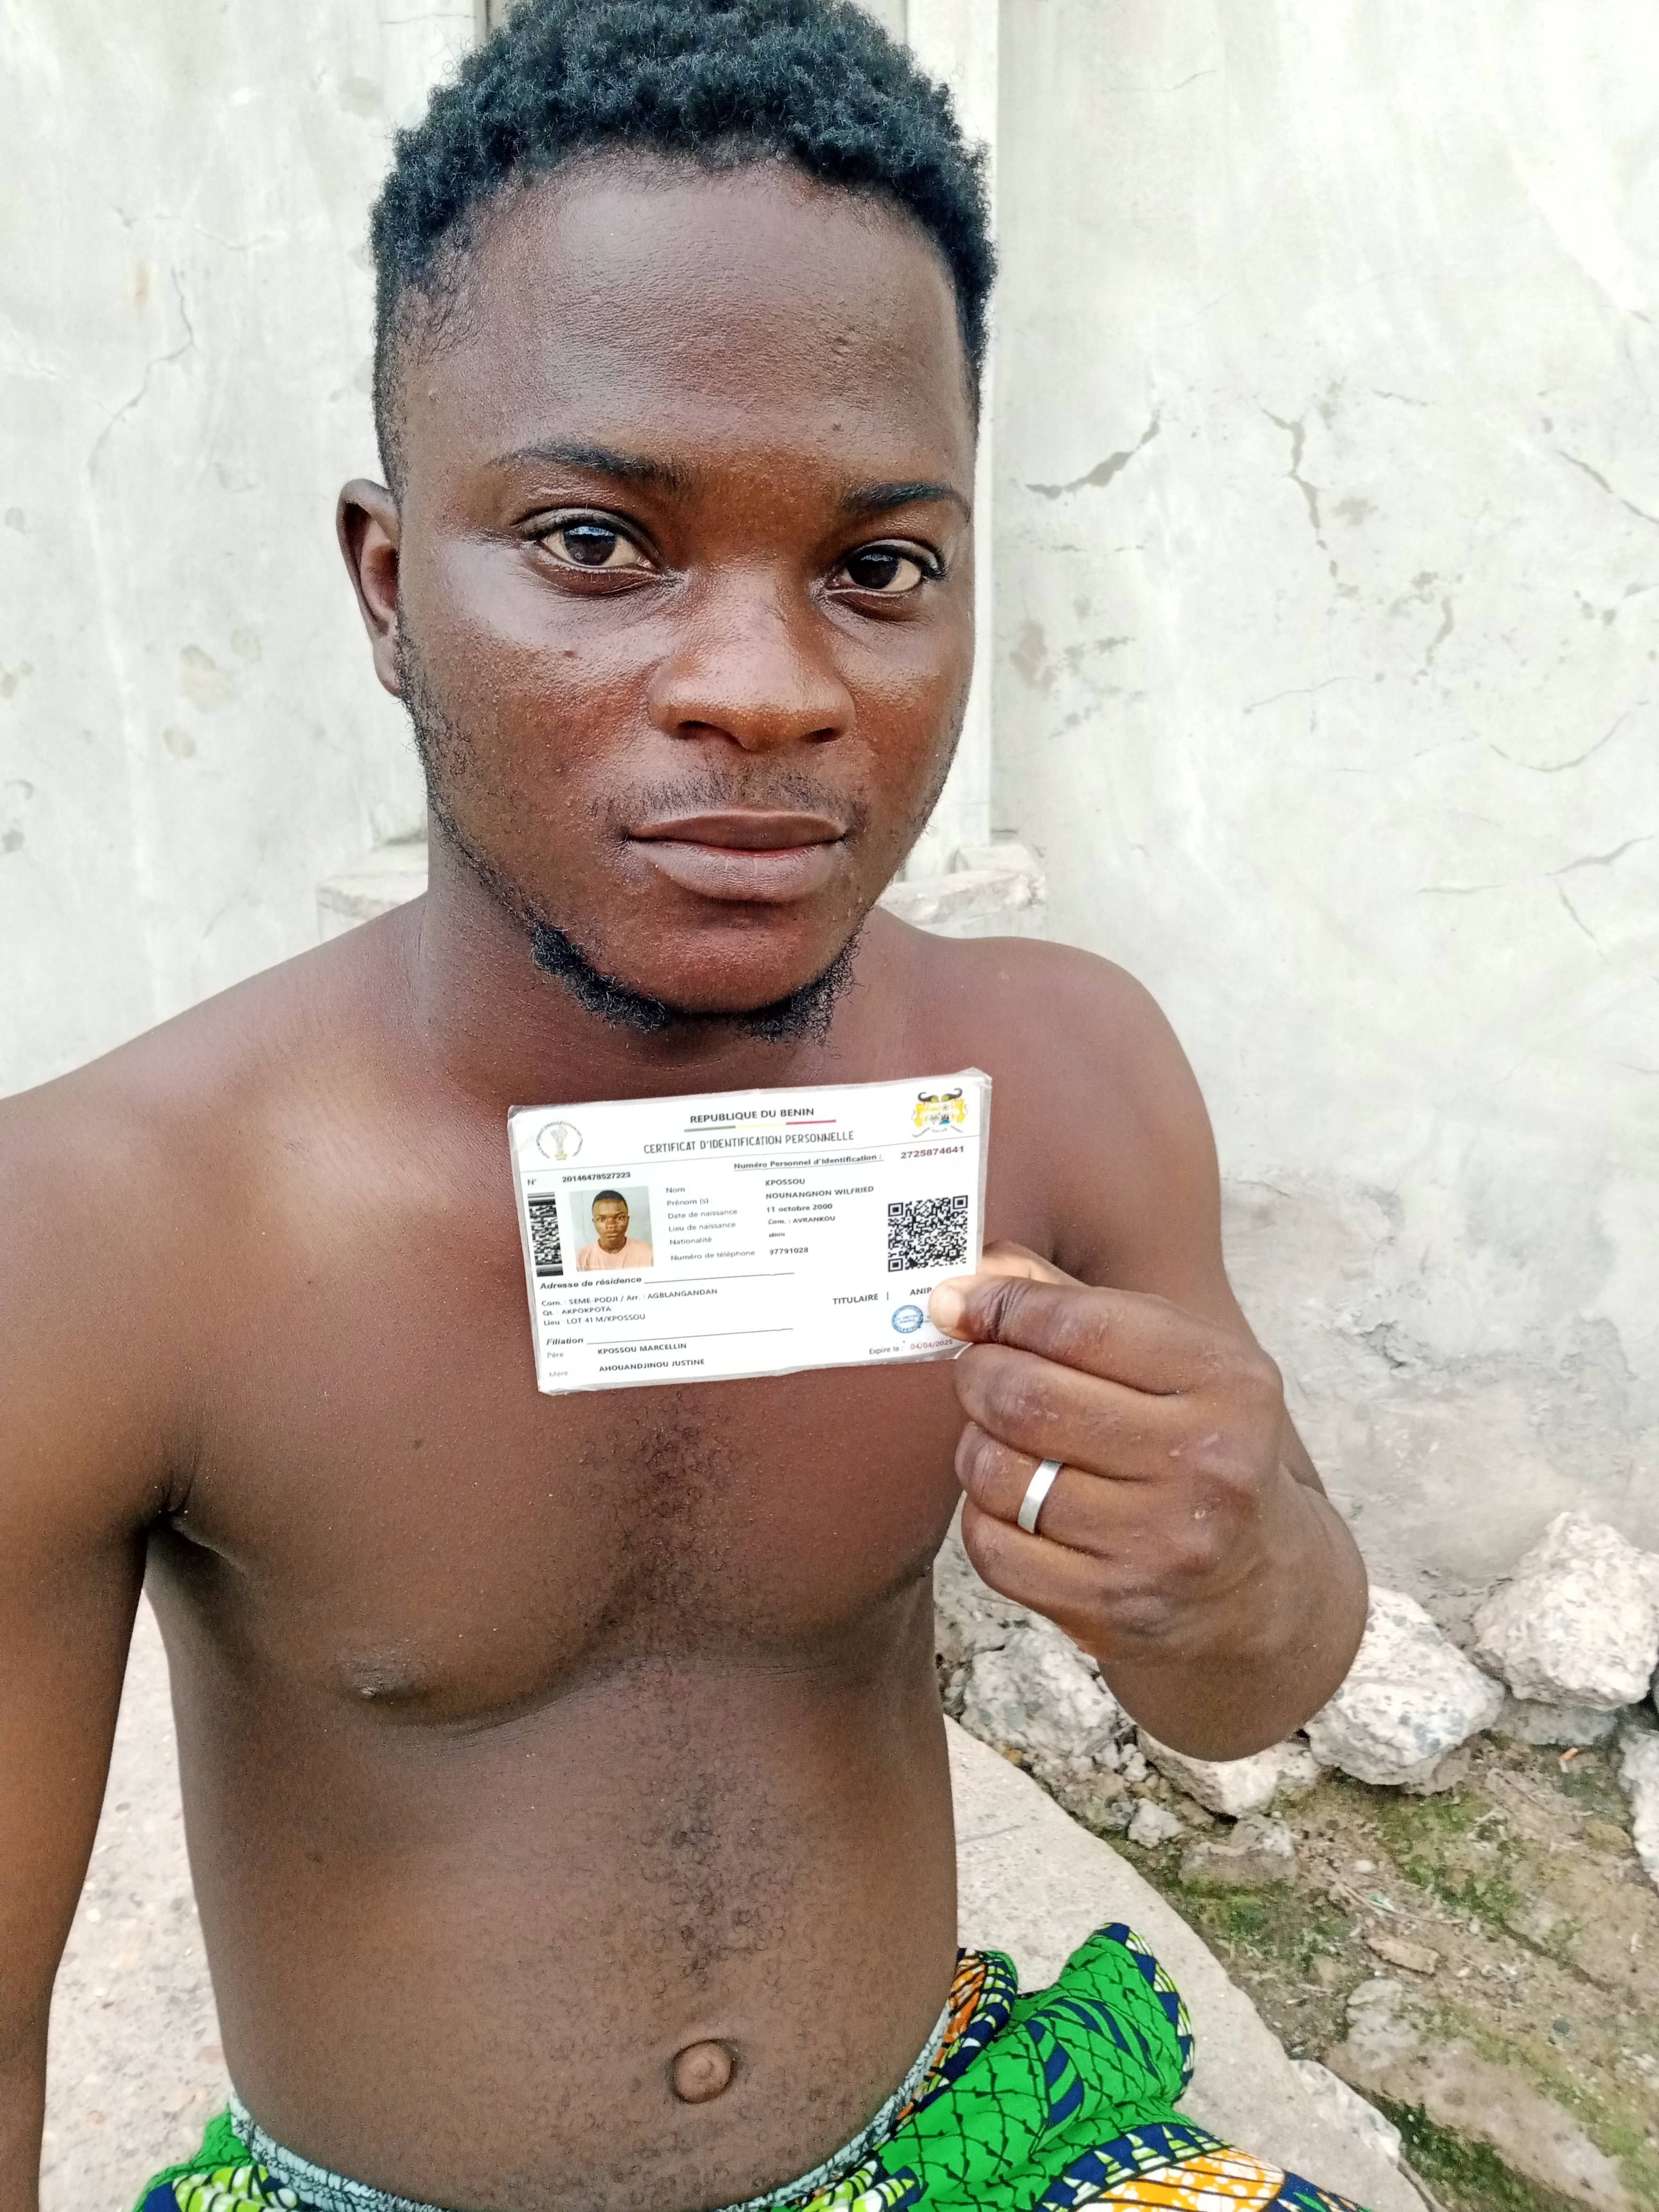 REPUBLIQUE DU BENIN
CERTIFICAT D'IDENTIFICATION PERSONNELLE
Numéro Personnel d'Identification : 2725874641
N° 20146478527223
Nom KPOSSOU
Prénom (s) NOUNANGNON WILFRIED
Date de naissance 11 octobre 2000
Lieu de naissance Com. : AVRANKOU
Nationalité
Numéro de téléphone 97791028
Adresse de résidence
Com. : SEME-PODJI / Arr. : AGBLANGANDAN
Qt. : AKPOKPOTA
Lieu : LOT 41 M/KPOSSOU
TITULAIRE | ANIP
Filiation
Père KPOSSOU MARCELLIN
Mère AHOUANDJINOU JUSTINE
Expire le : 04/04/2025